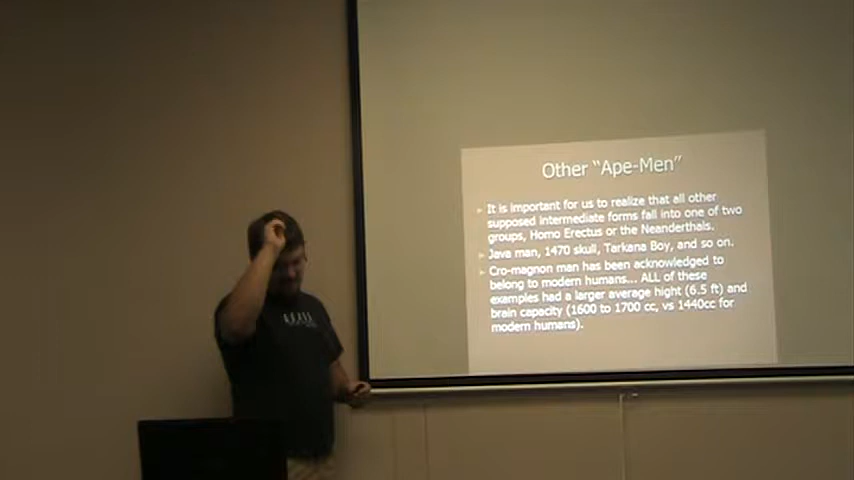 Other “Ape-Men”
It is important for us to realize that all other
supposed intermediate forms fall into one of two
groups, Homo Erectus or the Neanderthals.
Java man, 1470 skull, Tarkana Boy, and so on.
Cro-magnon man has been acknowledged to
belong to modern humans... ALL of these
examples had a larger average hight (6.5 ft) and
brain capacity (1600 to 1700 cc, vs 1440cc for
modern humans).